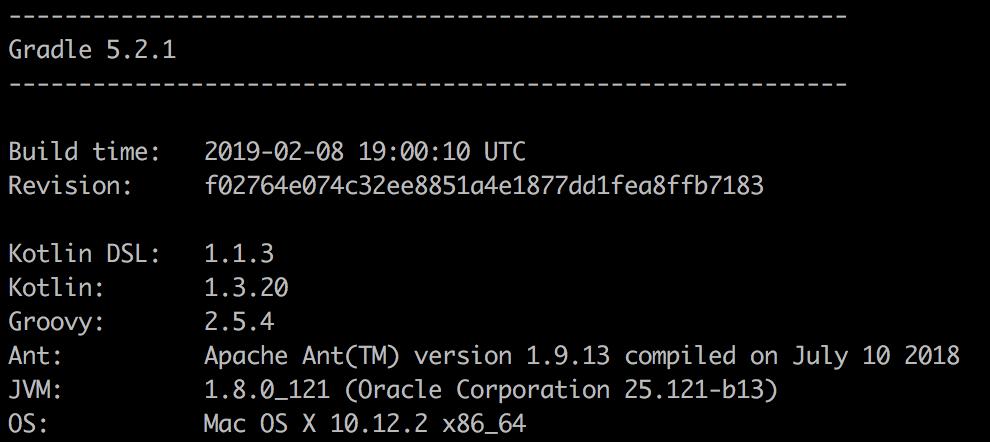 ------------------------------------------------------------
Gradle 5.2.1
------------------------------------------------------------
Build time:   2019-02-08 19:00:10 UTC
Revision:     f02764e074c32ee8851a4e1877dd1fea8ffb7183
Kotlin DSL:   1.1.3
Kotlin:       1.3.20
Groovy:       2.5.4
Ant:          Apache Ant(TM) version 1.9.13 compiled on July 10 2018
JVM:          1.8.0_121 (Oracle Corporation 25.121-b13)
OS:           Mac OS X 10.12.2 x86_64